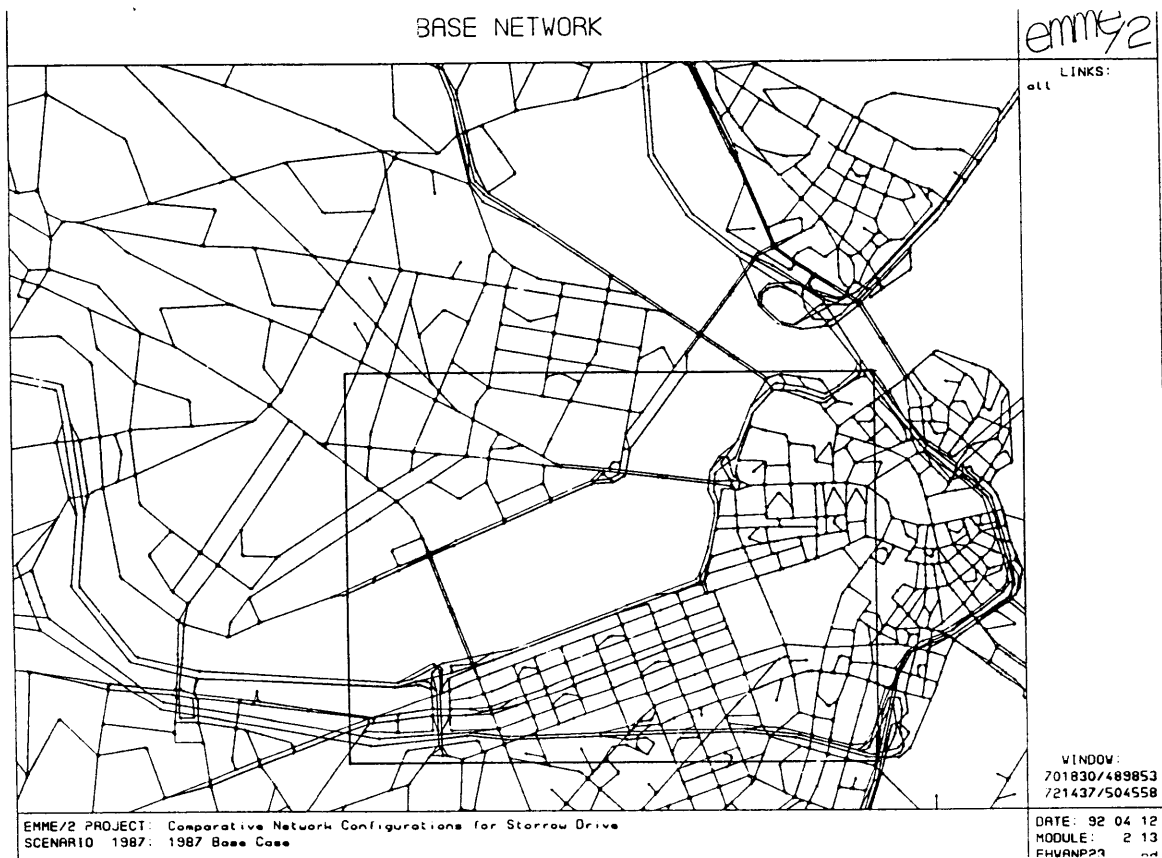 BASE NETWORK
emme/2
LINKS:
all
WINDOW:
701830/489853
721437/504558
EMME/2 PROJECT: Comparative Network Configurations for Storrow Drive
SCENARIO 1987: 1987 Base Case
DATE: 92 04 12
MODULE: 2 13
EHWANP23